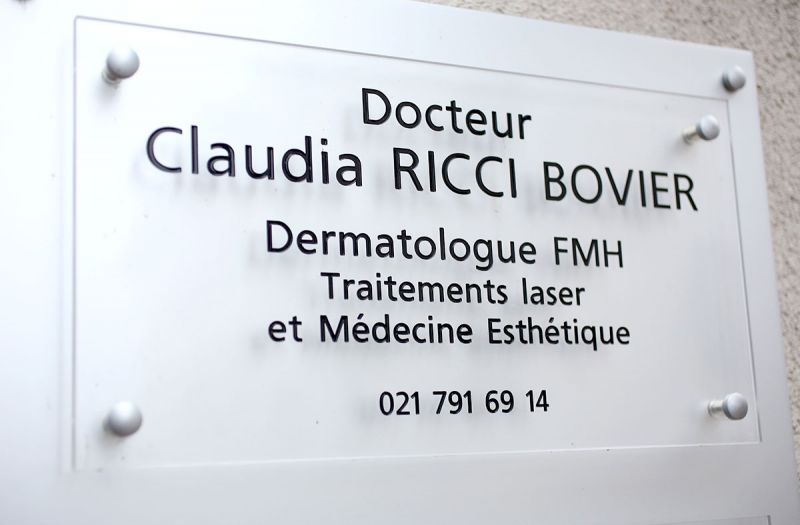 Docteur
Claudia RICCI BOVIER
Dermatologue FMH
Traitements laser
et Médecine Esthétique
021 791 69 14